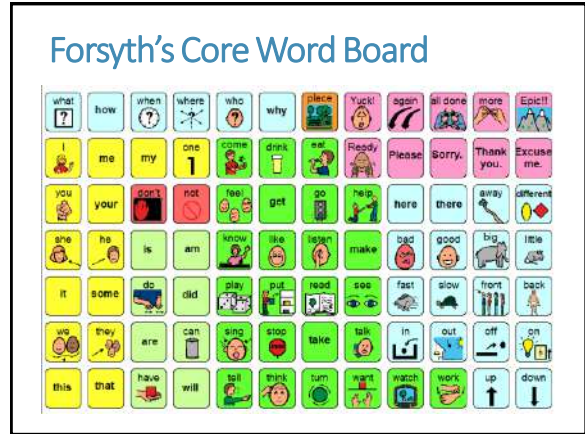 Forsyth's Core Word Board
what how when where who why place Yuck! again all done more Epic!!
I me my one come drink eat Ready Please Sorry. Thank you. Excuse me.
you your don't not feel get go help here there away different
she he is am know like listen make bad good big little
it some do did play put read see fast slow front back
we they are can sing stop take talk in out off on
this that have will tell think turn want watch work up down